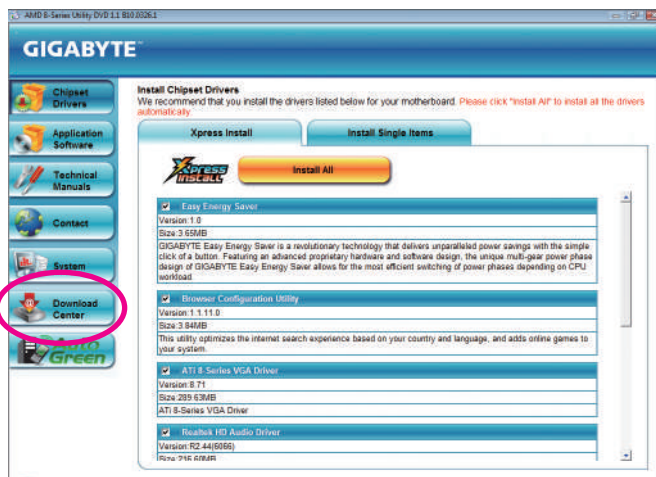 AMD 8-Series Utility DVD 1.1 B10.0326.1
GIGABYTE™
Chipset
Drivers
Application
Software
Technical
Manuals
Contact
System
Download
Center
Auto
Green
Install Chipset Drivers
We recommend that you install the drivers listed below for your motherboard. Please click "Install All" to install all the drivers
automatically.
Xpress Install
Install Single Items
Xpress
INSTALL
Install All
Easy Energy Saver
Version:1.0
Size:3.65MB
GIGABYTE Easy Energy Saver is a revolutionary technology that delivers unparalleled power savings with the simple
click of a button. Featuring an advanced proprietary hardware and software design, the unique multi-gear power phase
design of GIGABYTE Easy Energy Saver allows for the most efficient switching of power phases depending on CPU
workload.
Browser Configuration Utility
Version:1.1.11.0
Size:3.84MB
This utility optimizes the internet search experience based on your country and language, and adds online games to
your system.
ATi 8-Series VGA Driver
Version:8.71
Size:289.63MB
ATi 8-Series VGA Driver
Realtek HD Audio Driver
Version:R2.44(6066)
Size:216.60MB